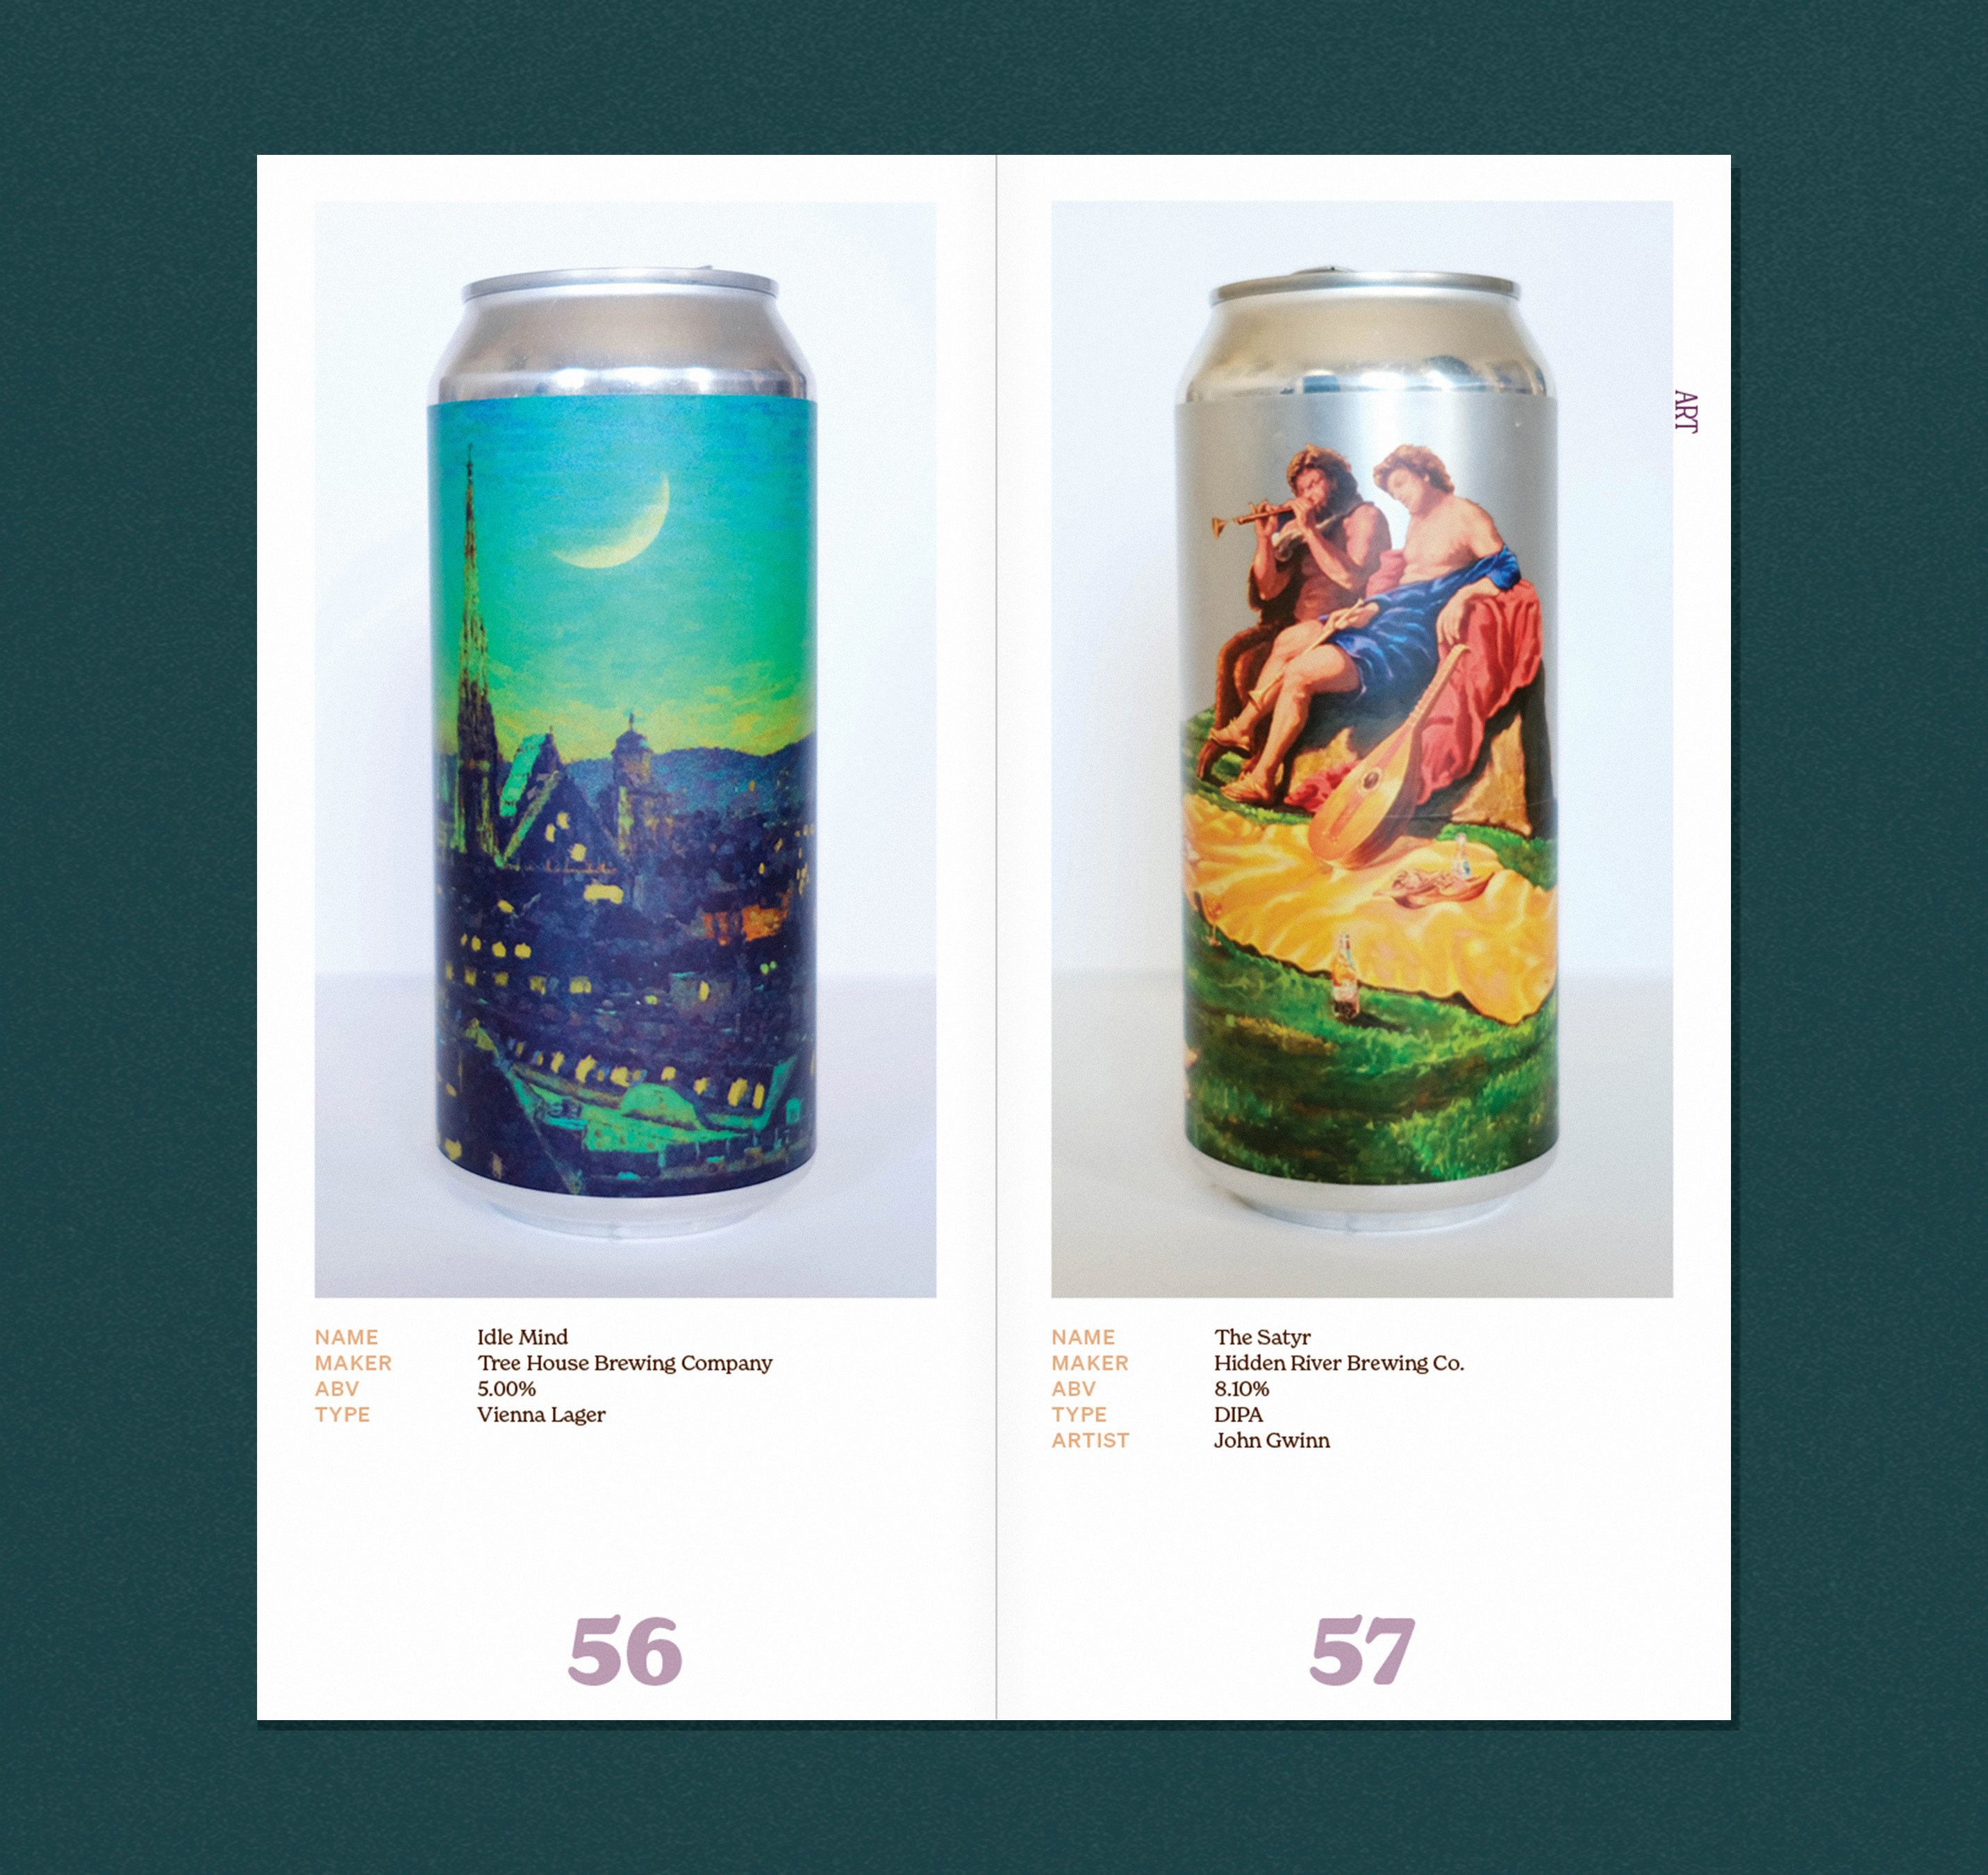 NAME Idle Mind
MAKER Tree House Brewing Company
ABV 5.00%
TYPE Vienna Lager
56
ART
NAME The Satyr
MAKER Hidden River Brewing Co.
ABV 8.10%
TYPE DIPA
ARTIST John Gwinn
57